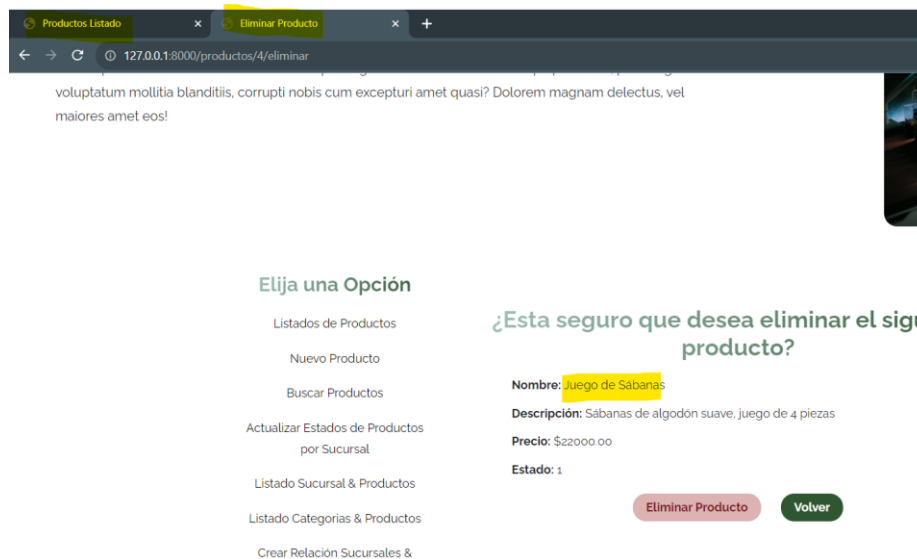 Productos Listado
Eliminar Producto
127.0.0.1:8000/productos/4/eliminar
voluptatum mollitia blanditiis, corrupti nobis cum excepturi amet quasi? Dolorem magnam delectus, vel
maiores amet eos!
Elija una Opción
Listados de Productos
Nuevo Producto
Buscar Productos
Actualizar Estados de Productos
por Sucursal
Listado Sucursal & Productos
Listado Categorias & Productos
Crear Relación Sucursales &
¿Esta seguro que desea eliminar el
producto?
Nombre: Juego de Sábanas
Descripción: Sábanas de algodón suave, juego de 4 piezas
Precio: $22000.00
Estado: 1
Eliminar Producto
Volver